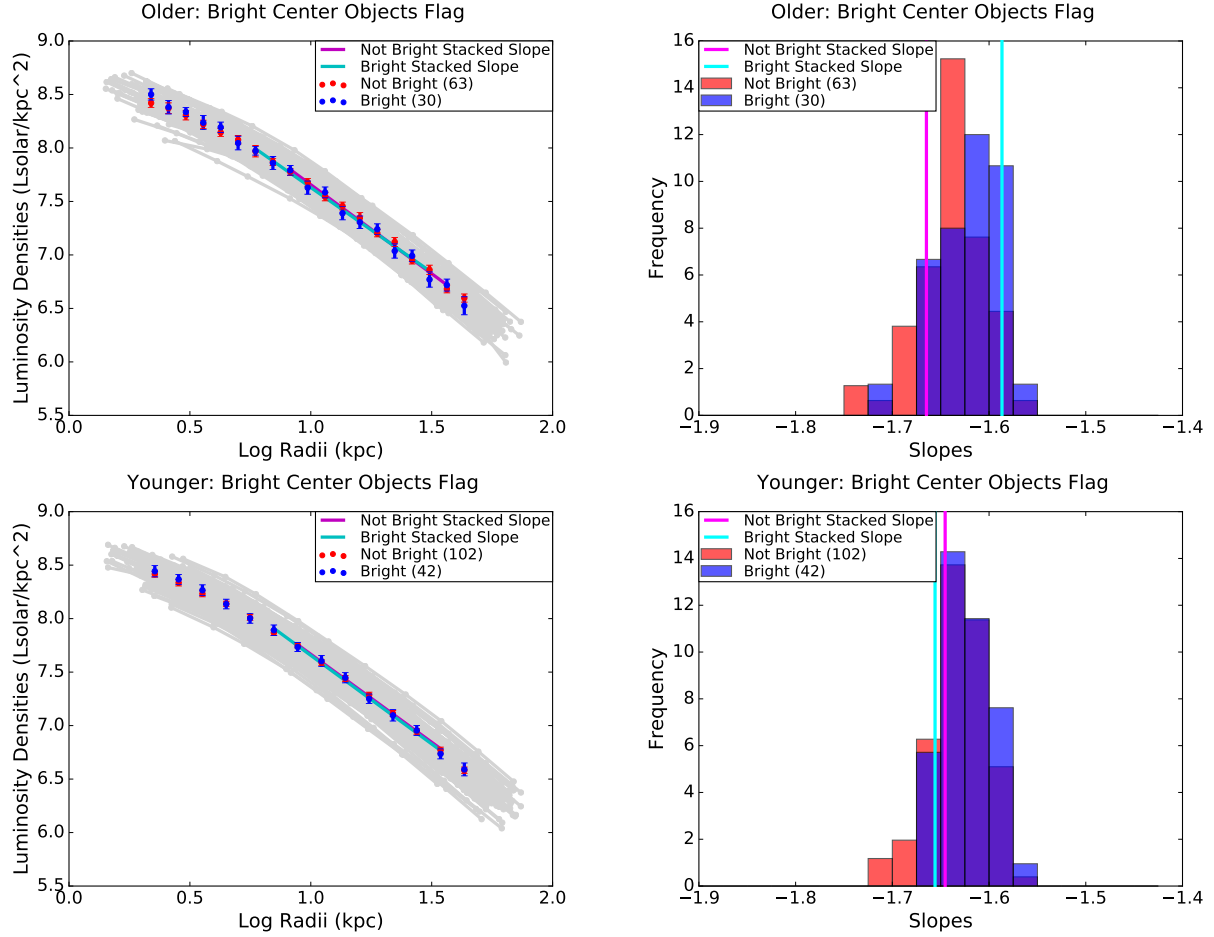 Older: Bright Center Objects Flag
Luminosity Densities (Lsolar/kpc^2)
9.0
8.5
8.0
7.5
7.0
6.5
6.0
5.5
0.0
0.5
1.0
1.5
2.0
Log Radii (kpc)
Not Bright Stacked Slope
Bright Stacked Slope
Not Bright (63)
Bright (30)
Older: Bright Center Objects Flag
Frequency
16
14
12
10
8
6
4
2
0
−1.9
−1.8
−1.7
−1.6
−1.5
−1.4
Slopes
Not Bright Stacked Slope
Bright Stacked Slope
Not Bright (63)
Bright (30)
Younger: Bright Center Objects Flag
Luminosity Densities (Lsolar/kpc^2)
9.0
8.5
8.0
7.5
7.0
6.5
6.0
5.5
0.0
0.5
1.0
1.5
2.0
Log Radii (kpc)
Not Bright Stacked Slope
Bright Stacked Slope
Not Bright (102)
Bright (42)
Younger: Bright Center Objects Flag
Frequency
16
14
12
10
8
6
4
2
0
−1.9
−1.8
−1.7
−1.6
−1.5
−1.4
Slopes
Not Bright Stacked Slope
Bright Stacked Slope
Not Bright (102)
Bright (42)